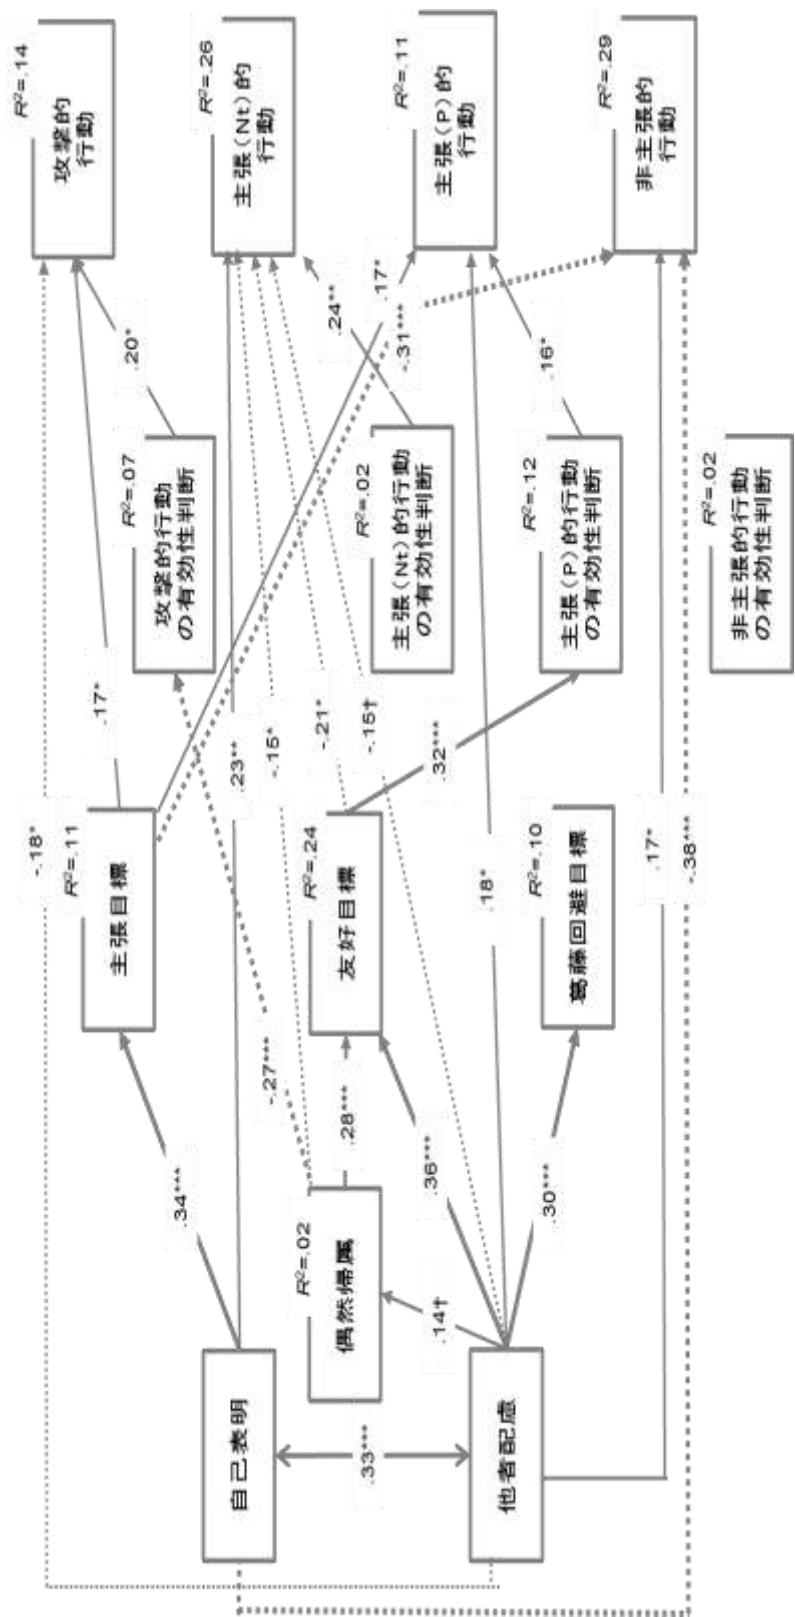 自己表明
.33***
他者配慮
R²=.02
偶然帰属
.34***
-.27***
.28***
.14†
.36***
.30***
-.18*
R²=.11
主張目標
R²=.24
友好目標
R²=.10
葛藤回避目標
.17*
.23**
-.15*
-.21*
-.15†
.32***
.18*
.17*
-.38***
R²=.07
攻撃的行動
の有効性判断
R²=.02
主張(Nt)的行動
の有効性判断
R²=.12
主張(P)的行動
の有効性判断
R²=.02
非主張的行動
の有効性判断
.20*
.24**
.17*
-.31***
.16*
R²=.14
攻撃的
行動
R²=.26
主張(Nt)的
行動
R²=.11
主張(P)的
行動
R²=.29
非主張的
行動